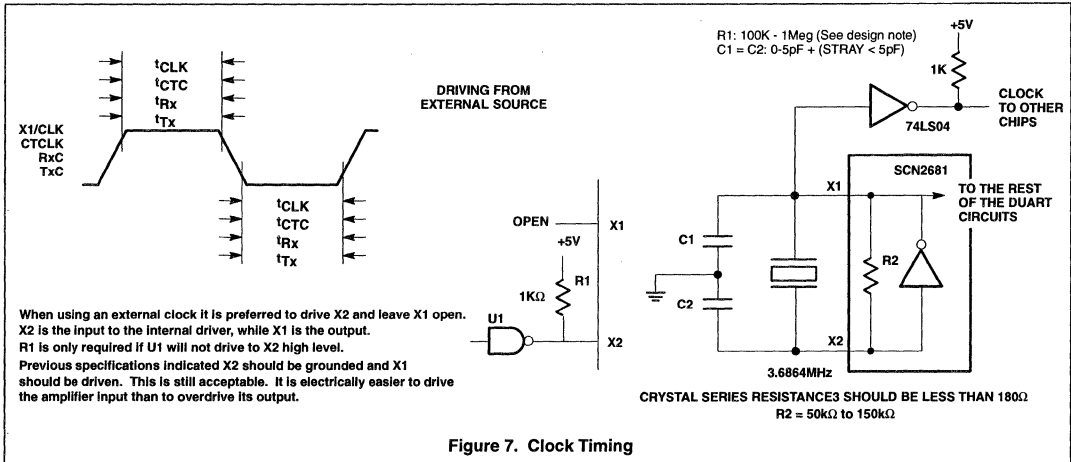 tCLK
tCTC
tRx
tTx
X1/CLK
CTCLK
RxC
TxC
tCLK
tCTC
tRx
tTx
DRIVING FROM
EXTERNAL SOURCE
OPEN
X1
+5V
R1
1KΩ
U1
X2
When using an external clock it is preferred to drive X2 and leave X1 open.
X2 is the input to the internal driver, while X1 is the output.
R1 is only required if U1 will not drive to X2 high level.
Previous specifications indicated X2 should be grounded and X1
should be driven. This is still acceptable. It is electrically easier to drive
the amplifier input than to overdrive its output.
R1: 100K - 1Meg (See design note)
C1 = C2: 0-5pF + (STRAY < 5pF)
+5V
1K
CLOCK
TO OTHER
CHIPS
74LS04
SCN2681
X1
TO THE REST
OF THE DUART
CIRCUITS
C1
R2
C2
X2
3.6864MHz
CRYSTAL SERIES RESISTANCE3 SHOULD BE LESS THAN 180Ω
R2 = 50kΩ to 150kΩ
Figure 7. Clock Timing